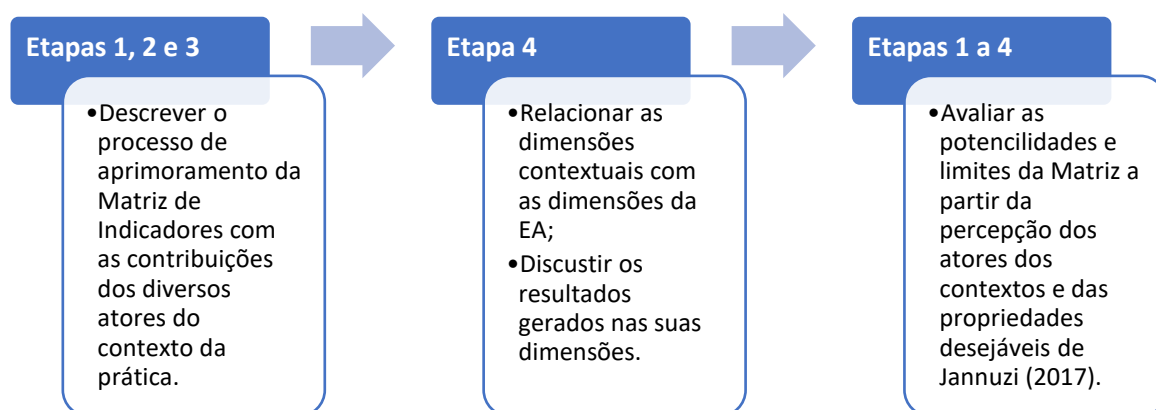 Etapas 1, 2 e 3
•Descrever o
processo de
aprimoramento da
Matriz de
Indicadores com
as contribuições
dos diversos
atores do
contexto da
prática.
Etapa 4
•Relacionar as
dimensões
contextuais com
as dimensões da
EA;
•Discustir os
resultados
gerados nas suas
dimensões.
Etapas 1 a 4
•Avaliar as
potencilidades e
limites da Matriz a
partir da
percepção dos
atores dos
contextos e das
propriedades
desejáveis de
Jannuzi (2017).